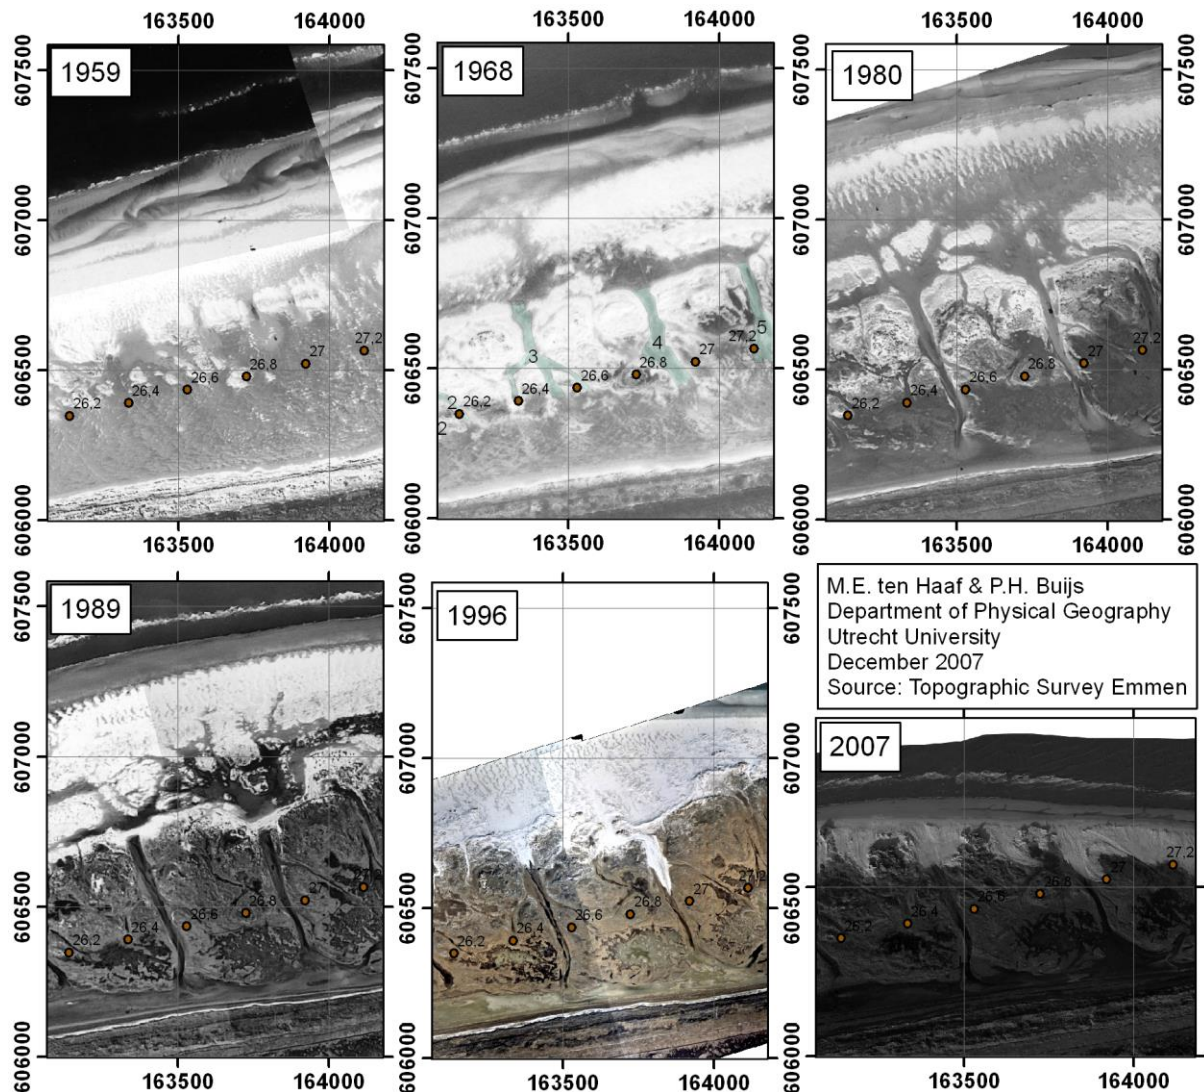 163500 164000 163500 164000 163500 164000
1959 1968 1980
607500 607500 607500
607000 607000 607000
606500 606500 606500
606000 606000 606000
26,2 26,4 26,6 26,8 27 27,2
2 2 26,2 3 26,4 26,6 4 26,8 27 27,2 5
26,2 26,4 26,6 26,8 27 27,2
163500 164000 163500 164000 163500 164000
1989 1996
607500 607500
607000 607000
606500 606500
606000 606000
26,2 26,4 26,6 26,8 27 27,2
26,2 26,4 26,6 26,8 27 27,2
M.E. ten Haaf & P.H. Buijs
Department of Physical Geography
Utrecht University
December 2007
Source: Topographic Survey Emmen
2007
606500
606000
26,2 26,4 26,6 26,8 27 27,2
163500 164000 163500 164000 163500 164000